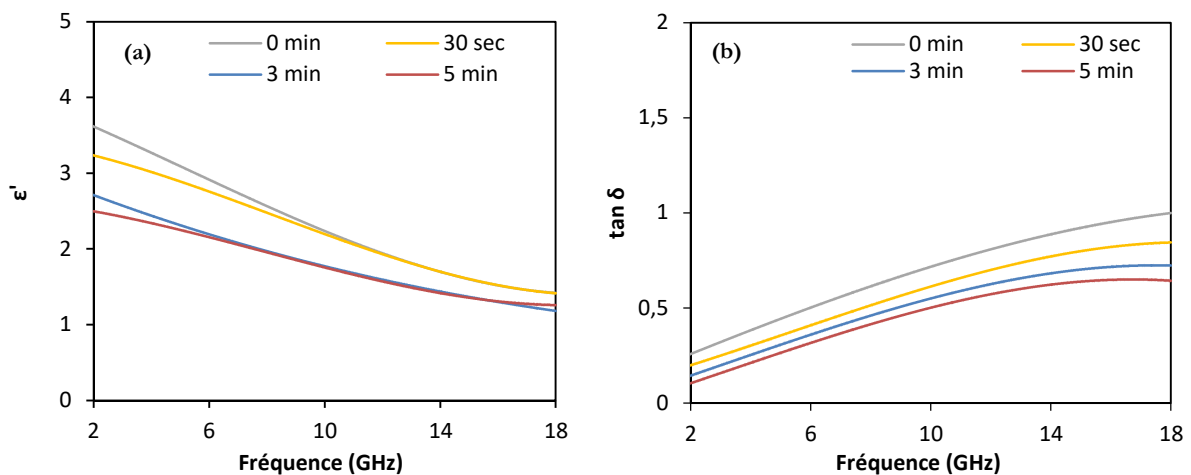 (a)
0 min 30 sec
3 min 5 min
5
4
3
2
1
0
ε'
2 6 10 14 18
Fréquence (GHz)
(b)
0 min 30 sec
3 min 5 min
2
1,5
1
0,5
0
tan δ
2 6 10 14 18
Fréquence (GHz)